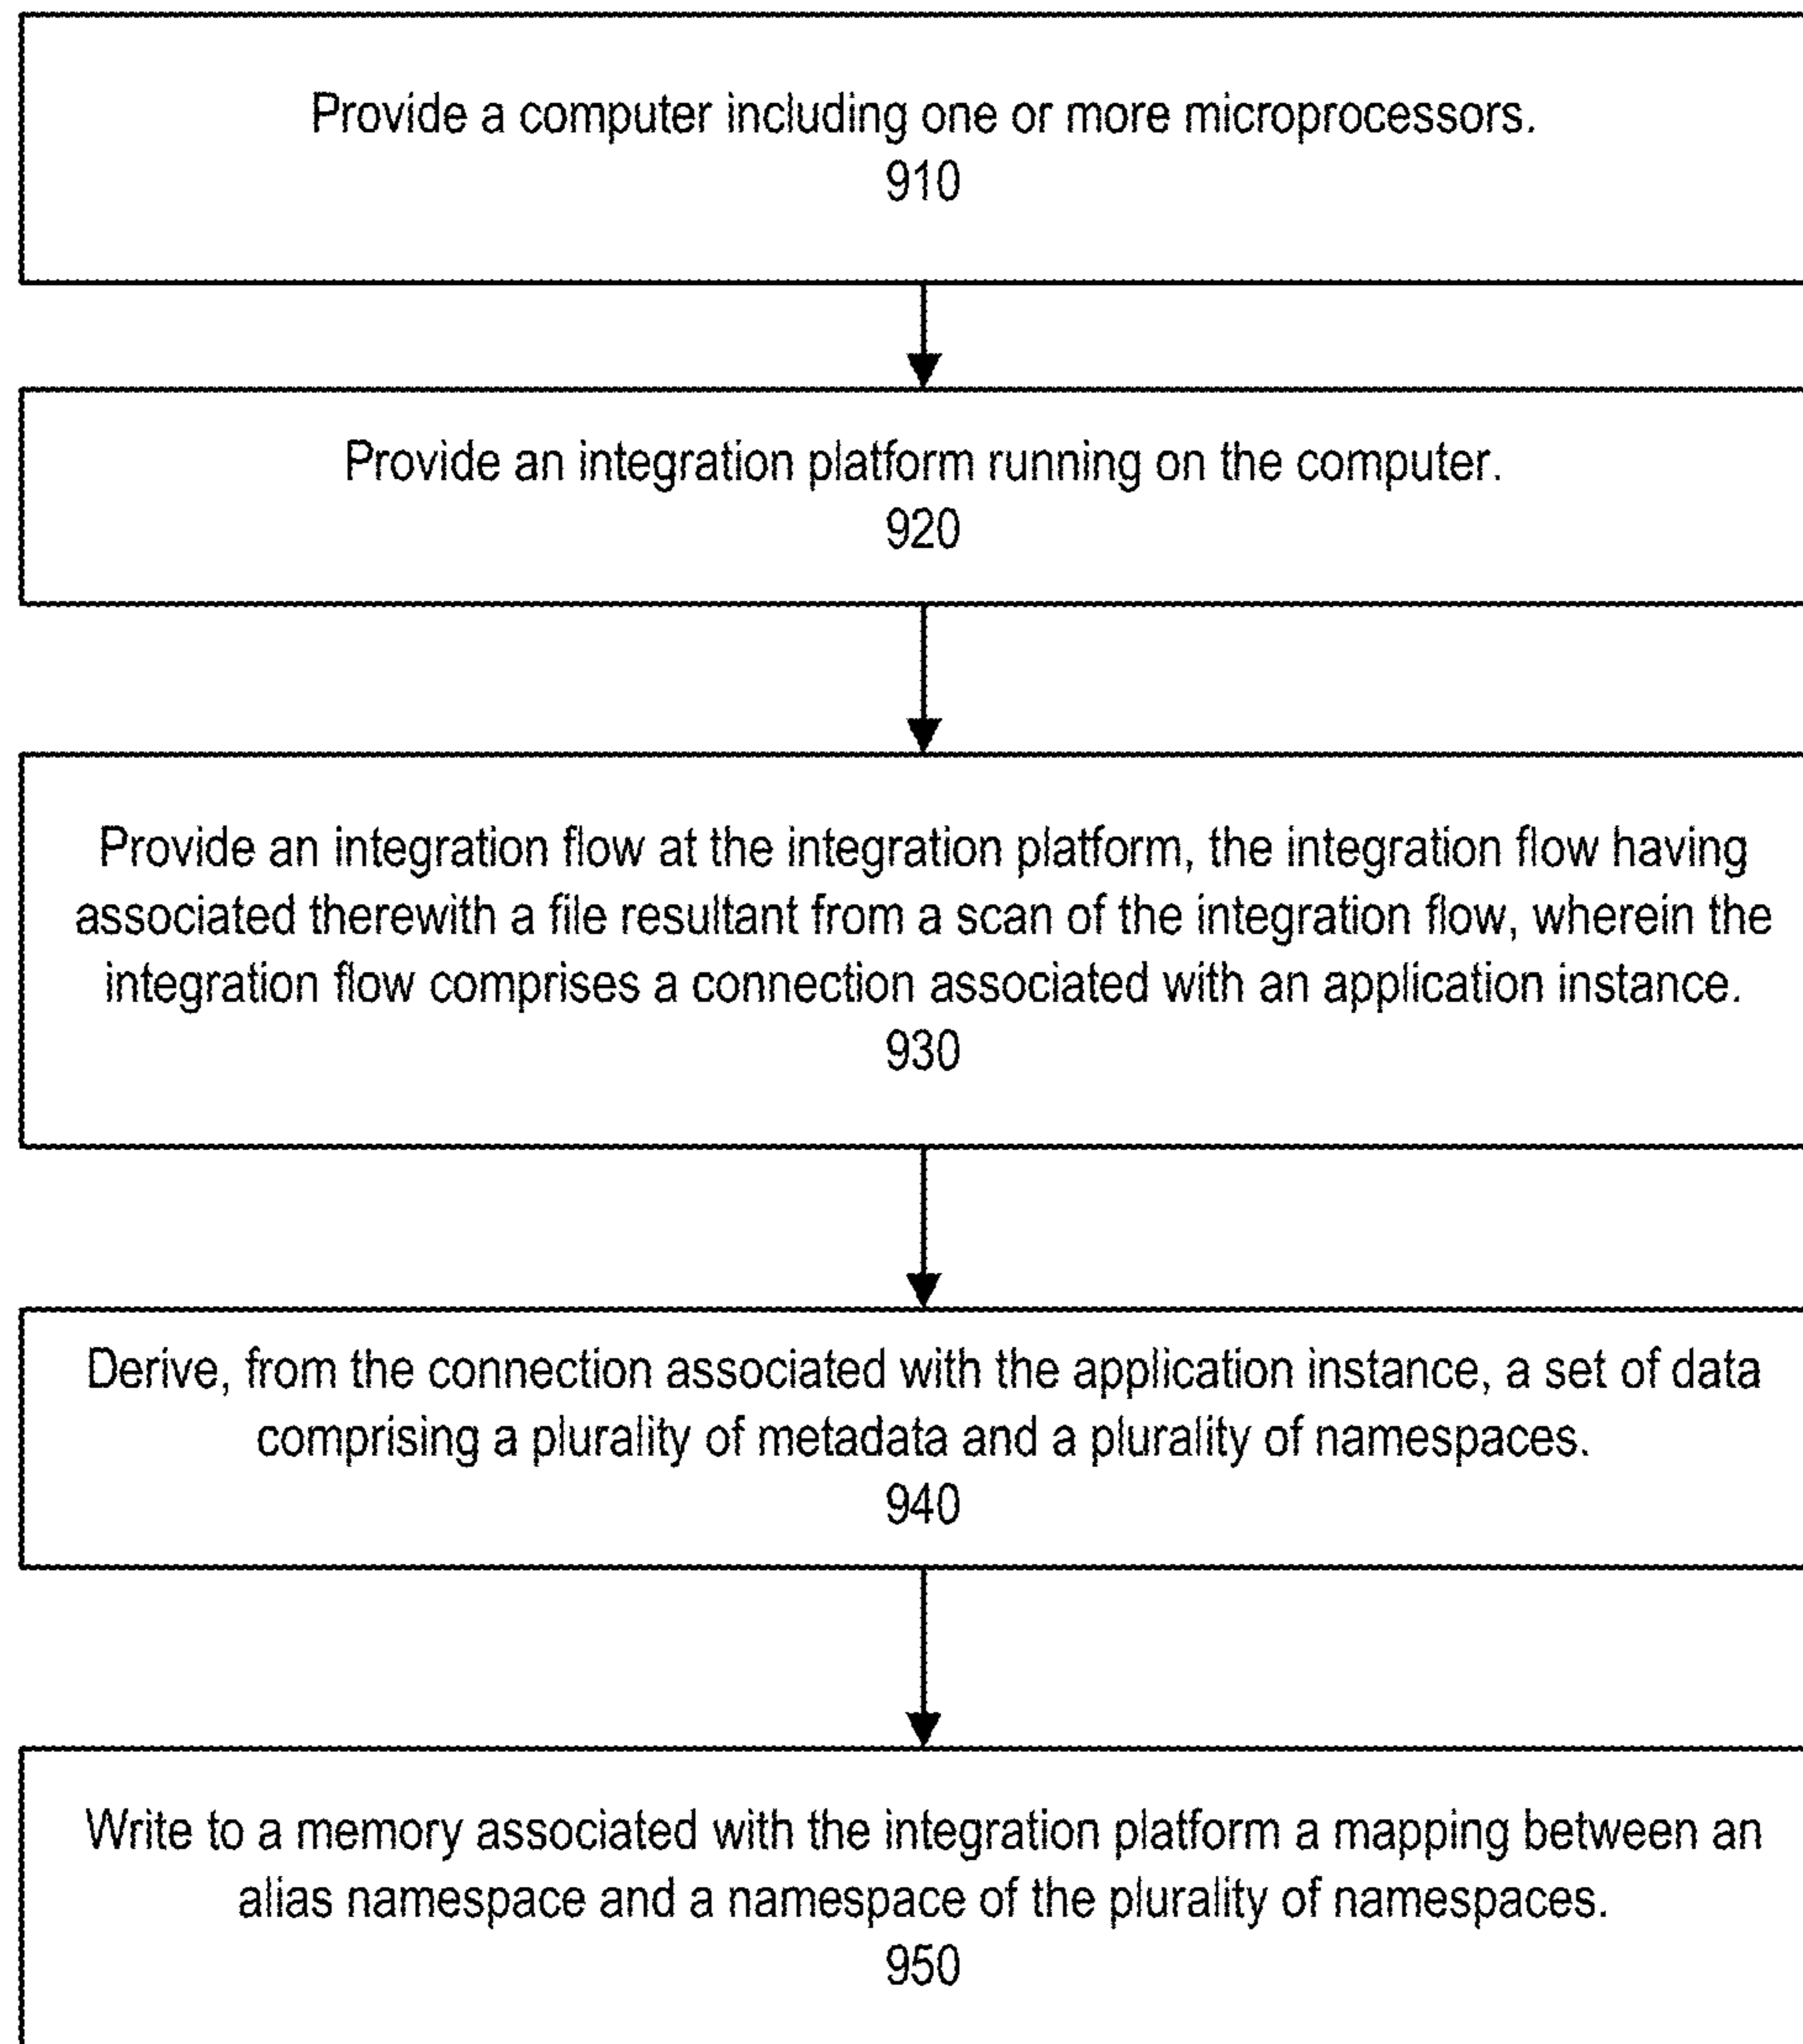 Provide a computer including one or more microprocessors.
910
Provide an integration platform running on the computer.
920
Provide an integration flow at the integration platform, the integration flow having
associated therewith a file resultant from a scan of the integration flow, wherein the
integration flow comprises a connection associated with an application instance.
930
Derive, from the connection associated with the application instance, a set of data
comprising a plurality of metadata and a plurality of namespaces.
940
Write to a memory associated with the integration platform a mapping between an
alias namespace and a namespace of the plurality of namespaces.
950